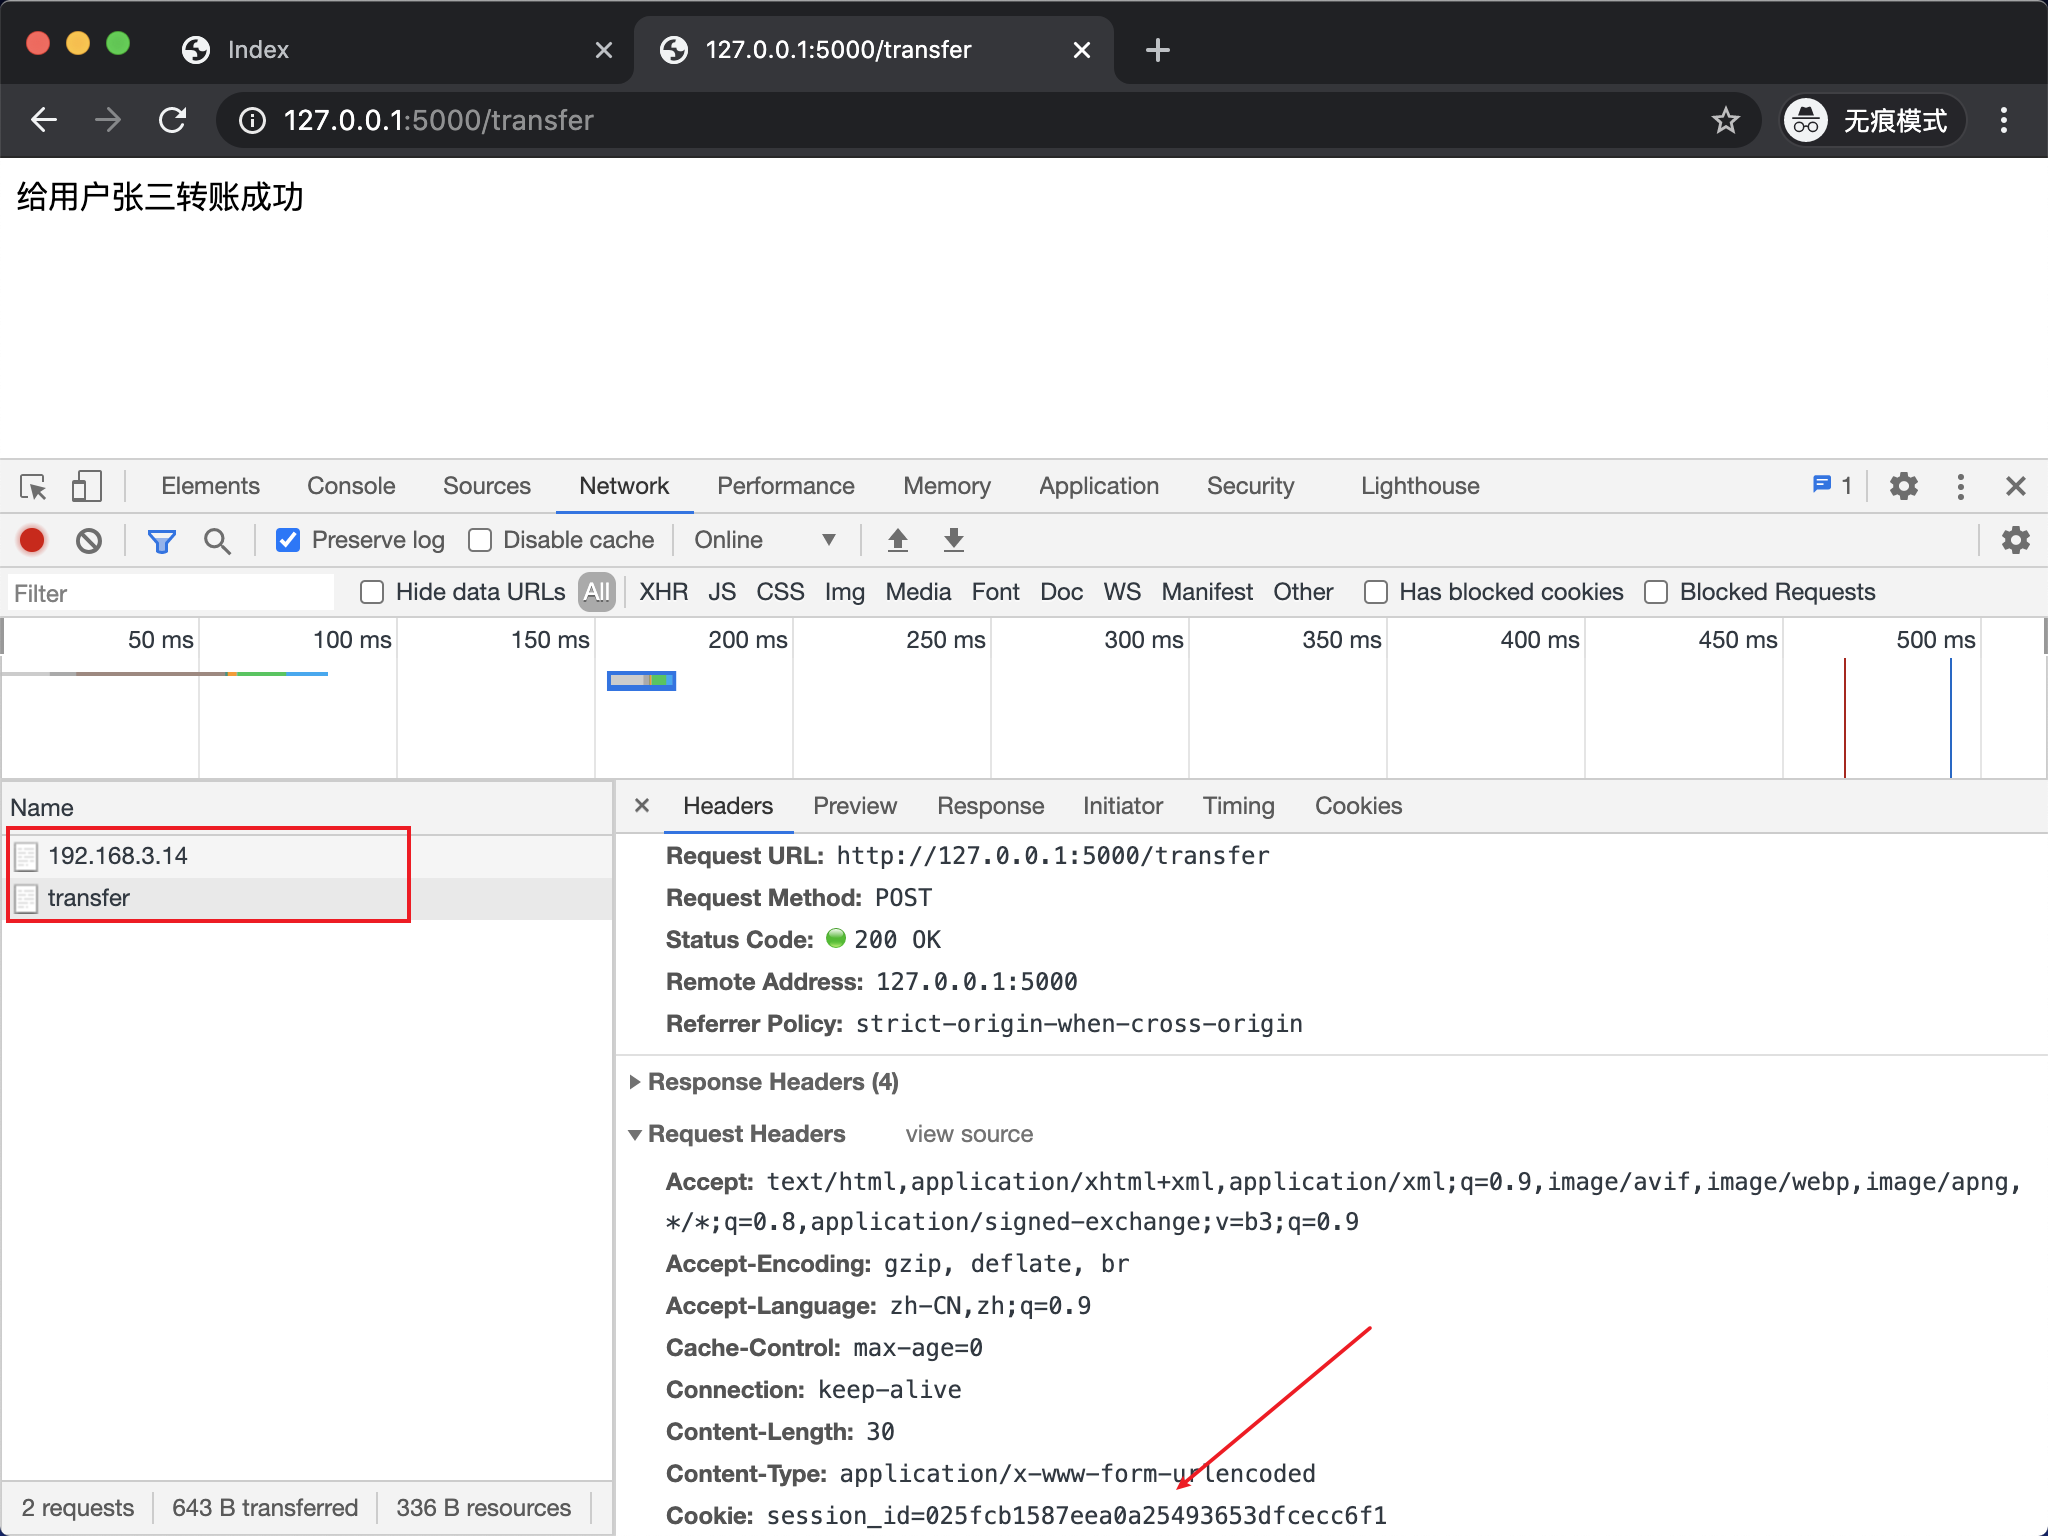 Index
127.0.0.1:5000/transfer
127.0.0.1:5000/transfer
无痕模式
给用户张三转账成功
Elements Console Sources Network Performance Memory Application Security Lighthouse 1
Preserve log Disable cache Online
Filter Hide data URLs All XHR JS CSS Img Media Font Doc WS Manifest Other Has blocked cookies Blocked Requests
50 ms 100 ms 150 ms 200 ms 250 ms 300 ms 350 ms 400 ms 450 ms 500 ms
Name
192.168.3.14
transfer
Headers Preview Response Initiator Timing Cookies
Request URL: http://127.0.0.1:5000/transfer
Request Method: POST
Status Code: 200 OK
Remote Address: 127.0.0.1:5000
Referrer Policy: strict-origin-when-cross-origin
Response Headers (4)
Request Headers view source
Accept: text/html,application/xhtml+xml,application/xml;q=0.9,image/avif,image/webp,image/apng,
*/*;q=0.8,application/signed-exchange;v=b3;q=0.9
Accept-Encoding: gzip, deflate, br
Accept-Language: zh-CN,zh;q=0.9
Cache-Control: max-age=0
Connection: keep-alive
Content-Length: 30
Content-Type: application/x-www-form-urlencoded
Cookie: session_id=025fcb1587eea0a25493653dfcecc6f1
2 requests 643 B transferred 336 B resources